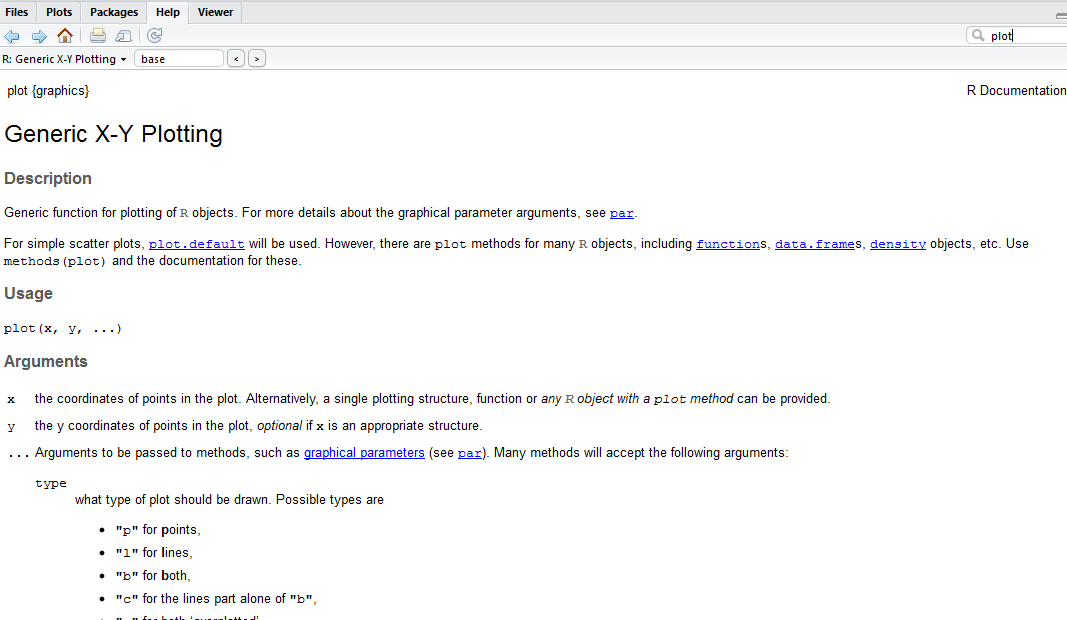 Files Plots Packages Help Viewer
plot
R: Generic X-Y Plotting base < >
plot {graphics} R Documentation
Generic X-Y Plotting
Description
Generic function for plotting of R objects. For more details about the graphical parameter arguments, see par.
For simple scatter plots, plot.default will be used. However, there are plot methods for many R objects, including functions, data.frames, density objects, etc. Use
methods(plot) and the documentation for these.
Usage
plot(x, y, ...)
Arguments
x the coordinates of points in the plot. Alternatively, a single plotting structure, function or any R object with a plot method can be provided.
y the y coordinates of points in the plot, optional if x is an appropriate structure.
... Arguments to be passed to methods, such as graphical parameters (see par). Many methods will accept the following arguments:
type
what type of plot should be drawn. Possible types are
• "p" for points,
• "l" for lines,
• "b" for both,
• "c" for the lines part alone of "b",
for both 'overplotted'